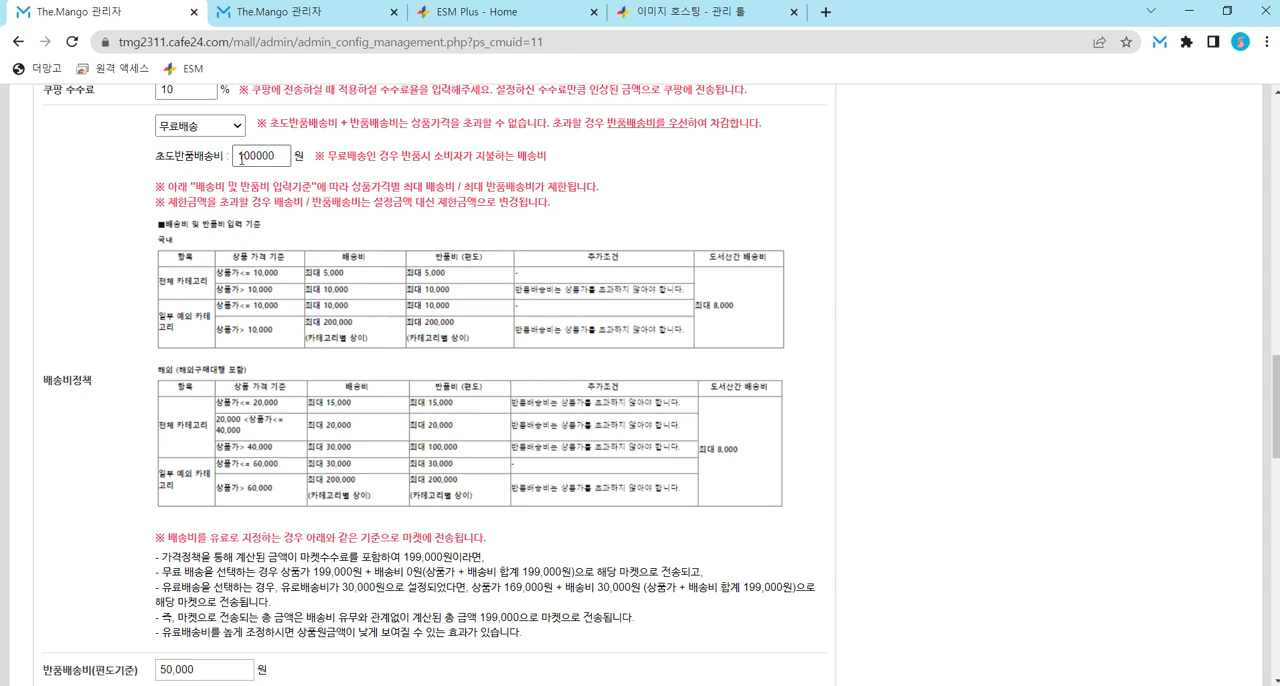 The.Mango 관리자
The.Mango 관리자
ESM Plus - Home
이미지 호스팅 - 관리 툴
tmg2311.cafe24.com/mall/admin/admin_config_management.php?ps_cmuid=11
더망고
원격 액세스
ESM
쿠팡 수수료 10 % ※ 쿠팡에 전송하실 때 적용하실 수수료율을 입력해주세요. 설정하신 수수료만큼 인상된 금액으로 쿠팡에 전송됩니다.
무료배송 ※ 초도반품배송비 + 반품배송비는 상품가격을 초과할 수 없습니다. 초과할 경우 반품배송비를 우선하여 차감합니다.
초도반품배송비 : 100000 원 ※ 무료배송인 경우 반품시 소비자가 지불하는 배송비
※ 아래 "배송비 및 반품비 입력기준"에 따라 상품가격별 최대 배송비 / 최대 반품배송비가 제한됩니다.
※ 제한금액을 초과할 경우 배송비 / 반품배송비는 설정금액 대신 제한금액으로 변경됩니다.
■배송비 및 반품비 입력 기준
국내
항목 상품 가격 기준 배송비 반품비 (편도) 추가조건 도서산간 배송비
전체 카테고리 상품가<= 10,000 최대 5,000 최대 5,000 -
상품가> 10,000 최대 10,000 최대 10,000 반품배송비는 상품가를 초과하지 않아야 합니다.
최대 8,000
일부 예외 카테고리 상품가<= 10,000 최대 10,000 최대 10,000 -
상품가> 10,000 최대 200,000 최대 200,000 반품배송비는 상품가를 초과하지 않아야 합니다.
(카테고리별 상이) (카테고리별 상이)
배송비정책
해외 (해외구매대행 포함)
항목 상품 가격 기준 배송비 반품비 (편도) 추가조건 도서산간 배송비
전체 카테고리 상품가<= 20,000 최대 15,000 최대 15,000 반품배송비는 상품가를 초과하지 않아야 합니다.
20,000 <상품가<= 40,000 최대 20,000 최대 20,000 반품배송비는 상품가를 초과하지 않아야 합니다.
상품가> 40,000 최대 30,000 최대 100,000 반품배송비는 상품가를 초과하지 않아야 합니다.
최대 8,000
일부 예외 카테고리 상품가<= 60,000 최대 30,000 최대 30,000 -
상품가> 60,000 최대 200,000 최대 200,000 반품배송비는 상품가를 초과하지 않아야 합니다.
(카테고리별 상이) (카테고리별 상이)
※ 배송비를 유료로 지정하는 경우 아래와 같은 기준으로 마켓에 전송됩니다.
- 가격정책을 통해 계산된 금액이 마켓수수료를 포함하여 199,000원이라면,
- 무료 배송을 선택하는 경우 상품가 199,000원 + 배송비 0원(상품가 + 배송비 합계 199,000원)으로 해당 마켓으로 전송되고,
- 유료배송을 선택하는 경우, 유로배송비가 30,000원으로 설정되었다면, 상품가 169,000원 + 배송비 30,000원 (상품가 + 배송비 합계 199,000원)으로
해당 마켓으로 전송됩니다.
- 즉, 마켓으로 전송되는 총 금액은 배송비 유무와 관계없이 계산된 총 금액 199,000으로 마켓으로 전송됩니다.
- 유료배송비를 높게 조정하시면 상품원금액이 낮게 보여질 수 있는 효과가 있습니다.
반품배송비(편도기준) 50,000 원